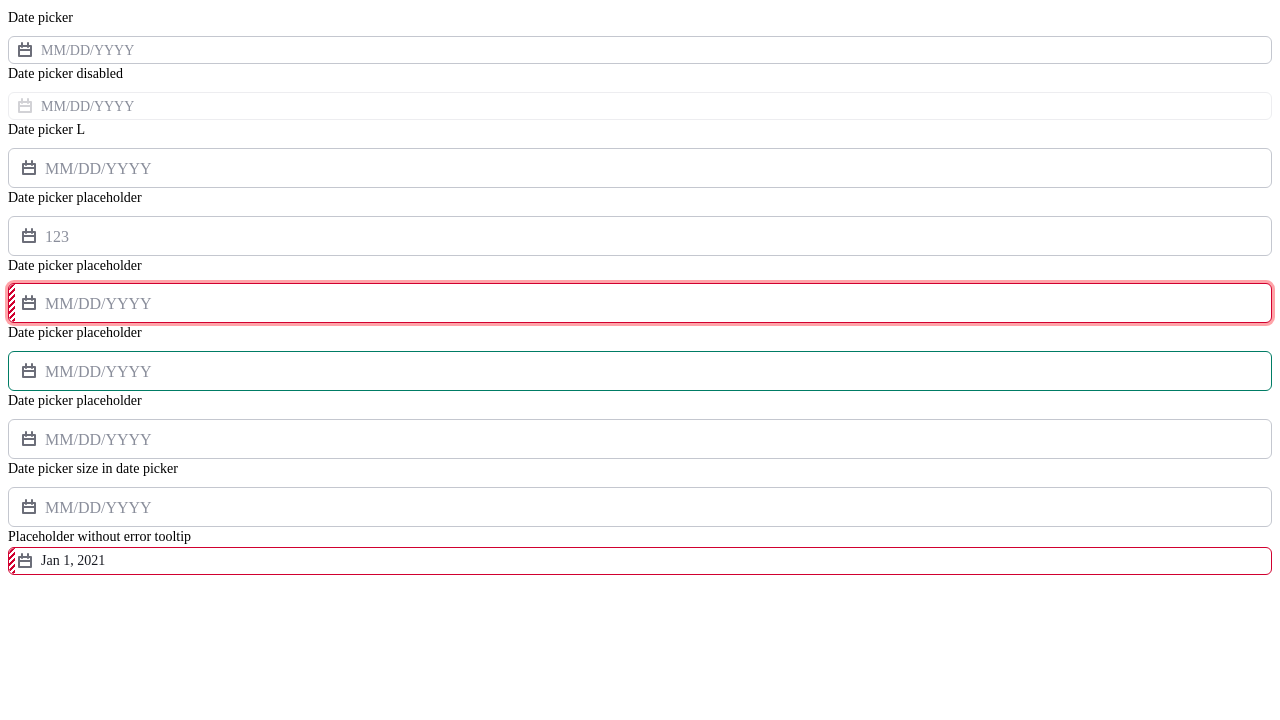 Date picker
MM/DD/YYYY
Date picker disabled
MM/DD/YYYY
Date picker L
MM/DD/YYYY
Date picker placeholder
123
Date picker placeholder
MM/DD/YYYY
Date picker placeholder
MM/DD/YYYY
Date picker placeholder
MM/DD/YYYY
Date picker size in date picker
MM/DD/YYYY
Placeholder without error tooltip
Jan 1, 2021